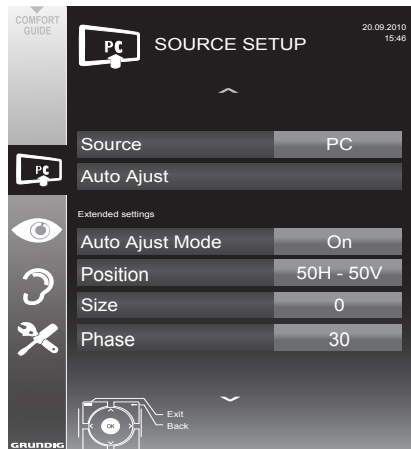 COMFORT
GUIDE
PC
SOURCE SETUP
20.09.2010
15:46
Source
PC
Auto Ajust
PC
Extended settings
Auto Ajust Mode
On
Position
50H - 50V
Size
0
Phase
30
OK
Exit
Back
GRUNDIG